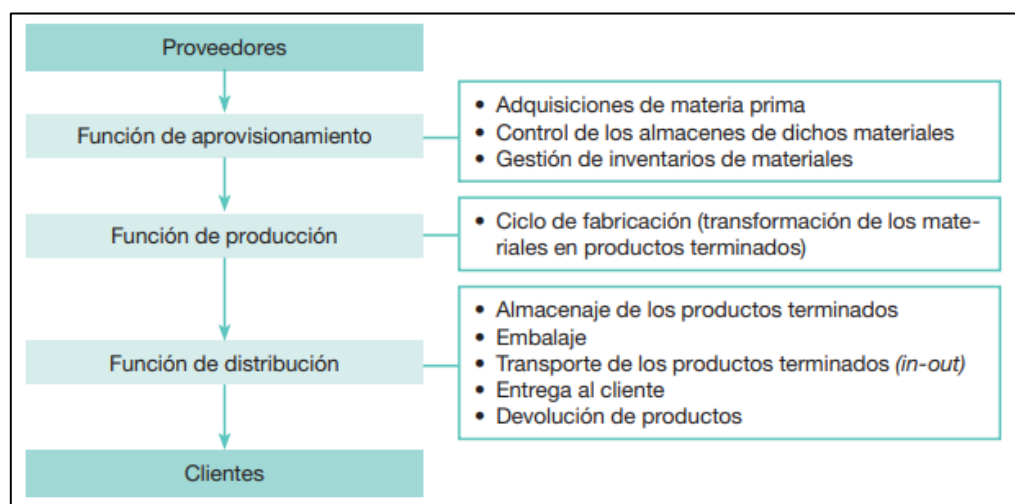 Proveedores
Función de aprovisionamiento
• Adquisiciones de materia prima
• Control de los almacenes de dichos materiales
• Gestión de inventarios de materiales
Función de producción
• Ciclo de fabricación (transformación de los mate-
riales en productos terminados)
Función de distribución
• Almacenaje de los productos terminados
• Embalaje
• Transporte de los productos terminados (in-out)
• Entrega al cliente
• Devolución de productos
Clientes